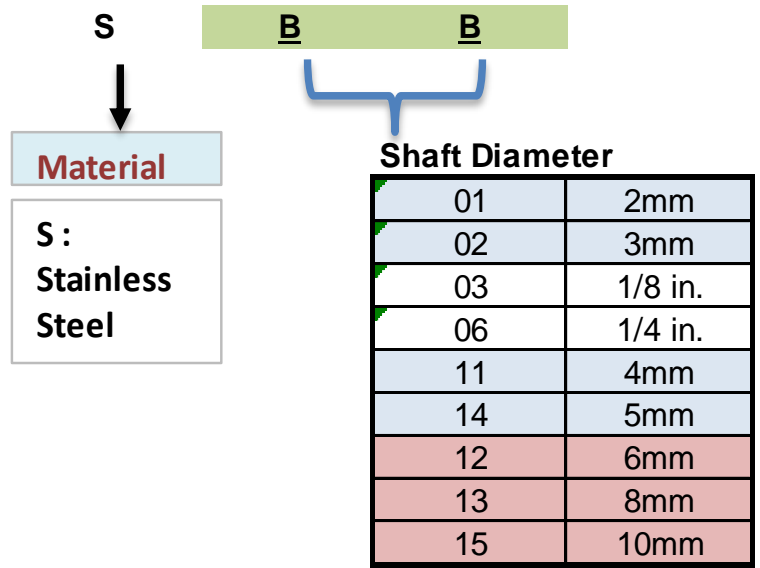 S B B
Material
S :
Stainless
Steel
Shaft Diameter
01 2mm
02 3mm
03 1/8 in.
06 1/4 in.
11 4mm
14 5mm
12 6mm
13 8mm
15 10mm